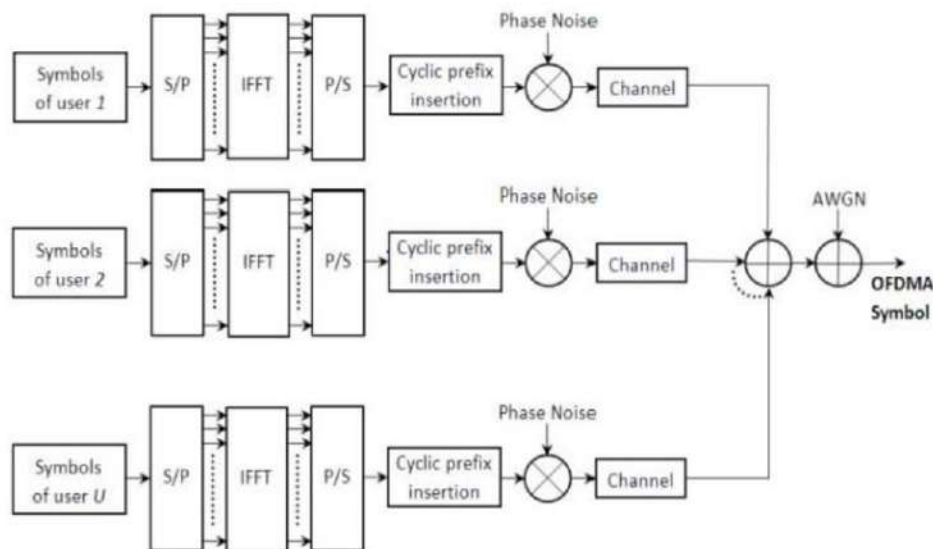 Phase Noise
Symbols
of user 1
S/P
IFFT
P/S
Cyclic prefix
insertion
Channel
Phase Noise
AWGN
Symbols
of user 2
S/P
IFFT
P/S
Cyclic prefix
insertion
Channel
OFDMA
Symbol
Phase Noise
Symbols
of user U
S/P
IFFT
P/S
Cyclic prefix
insertion
Channel